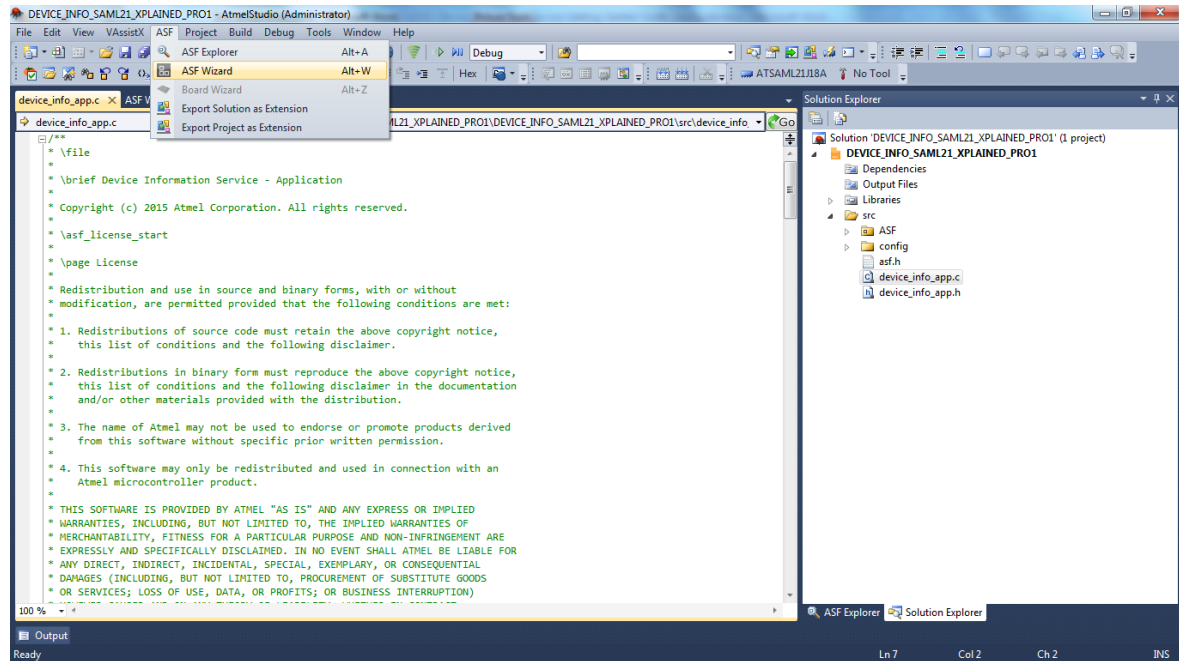 DEVICE_INFO_SAML21_XPLAINED_PRO1 - AtmelStudio (Administrator)
File Edit View VAssistX ASF Project Build Debug Tools Window Help
ASF Explorer Alt+A
Debug
ASF Wizard Alt+W
Hex
ATSAML21J18A No Tool
Board Wizard Alt+Z
Export Solution as Extension
Export Project as Extension
device_info_app.c ASF W
device_info_app.c
ML21_XPLAINED_PRO1\DEVICE_INFO_SAML21_XPLAINED_PRO1\src\device_info_
Go
/**
* \file
*
* \brief Device Information Service - Application
*
* Copyright (c) 2015 Atmel Corporation. All rights reserved.
*
* \asf_license_start
*
* \page License
*
* Redistribution and use in source and binary forms, with or without
* modification, are permitted provided that the following conditions are met:
*
* 1. Redistributions of source code must retain the above copyright notice,
* this list of conditions and the following disclaimer.
*
* 2. Redistributions in binary form must reproduce the above copyright notice,
* this list of conditions and the following disclaimer in the documentation
* and/or other materials provided with the distribution.
*
* 3. The name of Atmel may not be used to endorse or promote products derived
* from this software without specific prior written permission.
*
* 4. This software may only be redistributed and used in connection with an
* Atmel microcontroller product.
*
* THIS SOFTWARE IS PROVIDED BY ATMEL "AS IS" AND ANY EXPRESS OR IMPLIED
* WARRANTIES, INCLUDING, BUT NOT LIMITED TO, THE IMPLIED WARRANTIES OF
* MERCHANTABILITY, FITNESS FOR A PARTICULAR PURPOSE AND NON-INFRINGEMENT ARE
* EXPRESSLY AND SPECIFICALLY DISCLAIMED. IN NO EVENT SHALL ATMEL BE LIABLE FOR
* ANY DIRECT, INDIRECT, INCIDENTAL, SPECIAL, EXEMPLARY, OR CONSEQUENTIAL
* DAMAGES (INCLUDING, BUT NOT LIMITED TO, PROCUREMENT OF SUBSTITUTE GOODS
* OR SERVICES; LOSS OF USE, DATA, OR PROFITS; OR BUSINESS INTERRUPTION)
100 %
Solution Explorer
Solution 'DEVICE_INFO_SAML21_XPLAINED_PRO1' (1 project)
DEVICE_INFO_SAML21_XPLAINED_PRO1
Dependencies
Output Files
Libraries
src
ASF
config
asf.h
device_info_app.c
device_info_app.h
ASF Explorer Solution Explorer
Output
Ready Ln 7 Col 2 Ch 2 INS